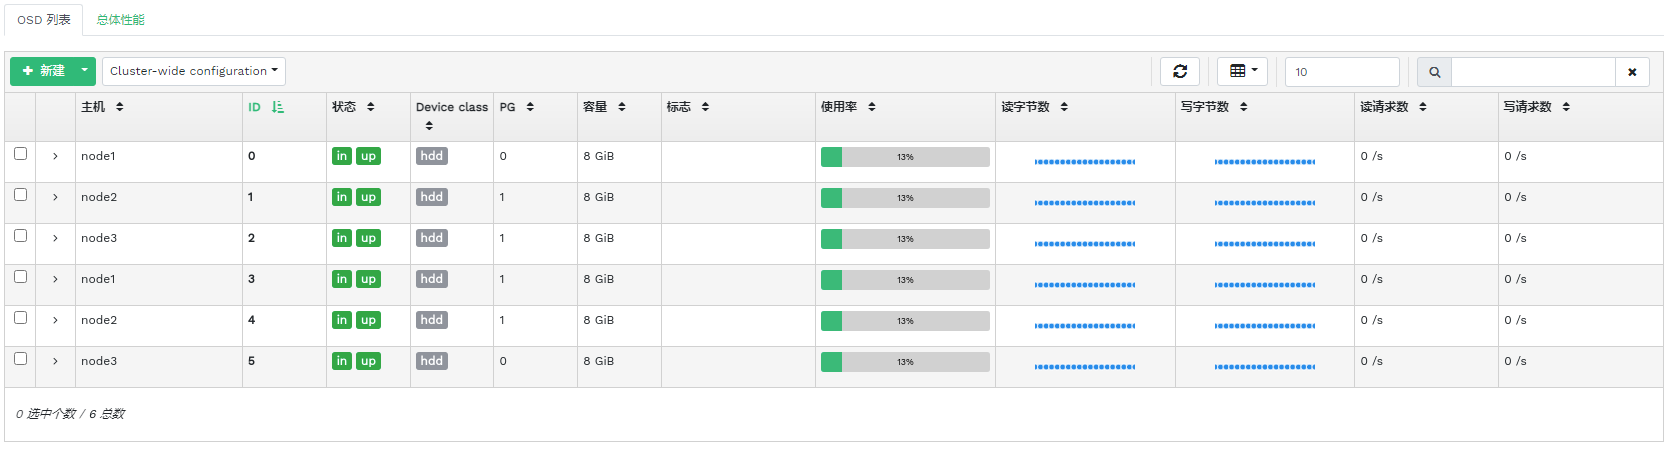 OSD 列表 总体性能
新建 Cluster-wide configuration 10
主机 ID 状态 Device class PG 容量 标志 使用率 读字节数 写字节数 读请求数 写请求数
node1 0 in up hdd 0 8 GiB 13% 0 /s 0 /s
node2 1 in up hdd 1 8 GiB 13% 0 /s 0 /s
node3 2 in up hdd 1 8 GiB 13% 0 /s 0 /s
node1 3 in up hdd 1 8 GiB 13% 0 /s 0 /s
node2 4 in up hdd 1 8 GiB 13% 0 /s 0 /s
node3 5 in up hdd 0 8 GiB 13% 0 /s 0 /s
0 选中个数 / 6 总数